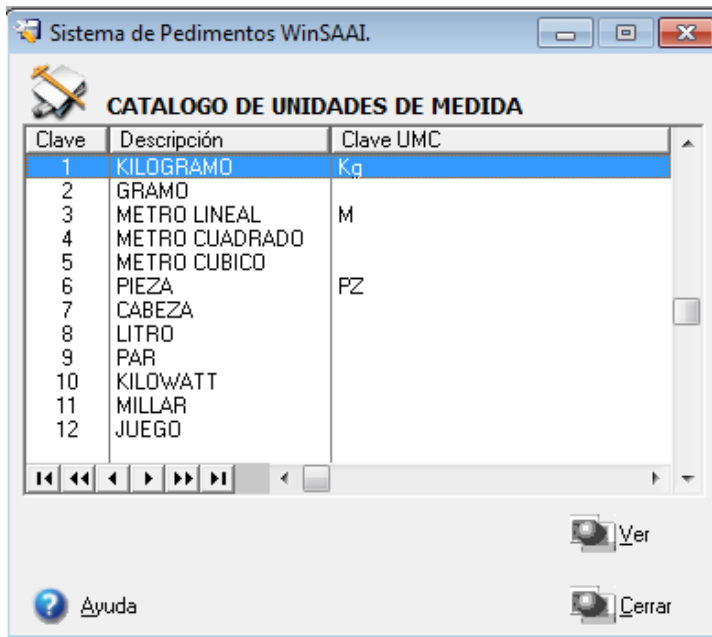 Sistema de Pedimentos WinSAAI.
CATALOGO DE UNIDADES DE MEDIDA
Clave Descripción Clave UMC
1 KILOGRAMO Kg
2 GRAMO
3 METRO LINEAL M
4 METRO CUADRADO
5 METRO CUBICO
6 PIEZA PZ
7 CABEZA
8 LITRO
9 PAR
10 KILOWATT
11 MILLAR
12 JUEGO
Ver
Ayuda Cerrar